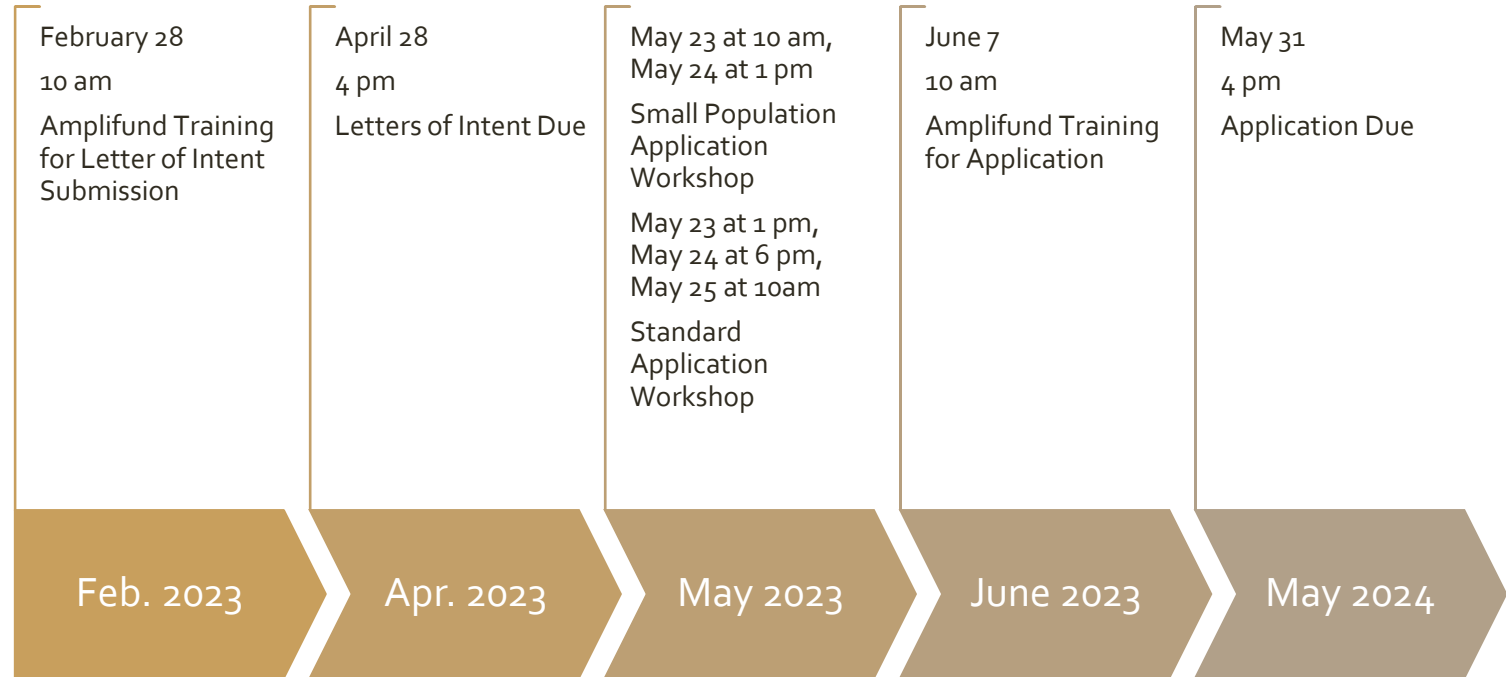 February 28
10 am
Amplifund Training
for Letter of Intent
Submission
April 28
4 pm
Letters of Intent Due
May 23 at 10 am,
May 24 at 1 pm
Small Population
Application
Workshop
May 23 at 1 pm,
May 24 at 6 pm,
May 25 at 10am
Standard
Application
Workshop
June 7
10 am
Amplifund Training
for Application
May 31
4 pm
Application Due
Feb. 2023
Apr. 2023
May 2023
June 2023
May 2024